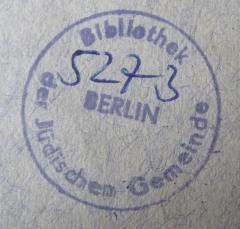 Bibliothek
5273
BERLIN
der Jüdischen Gemeinde